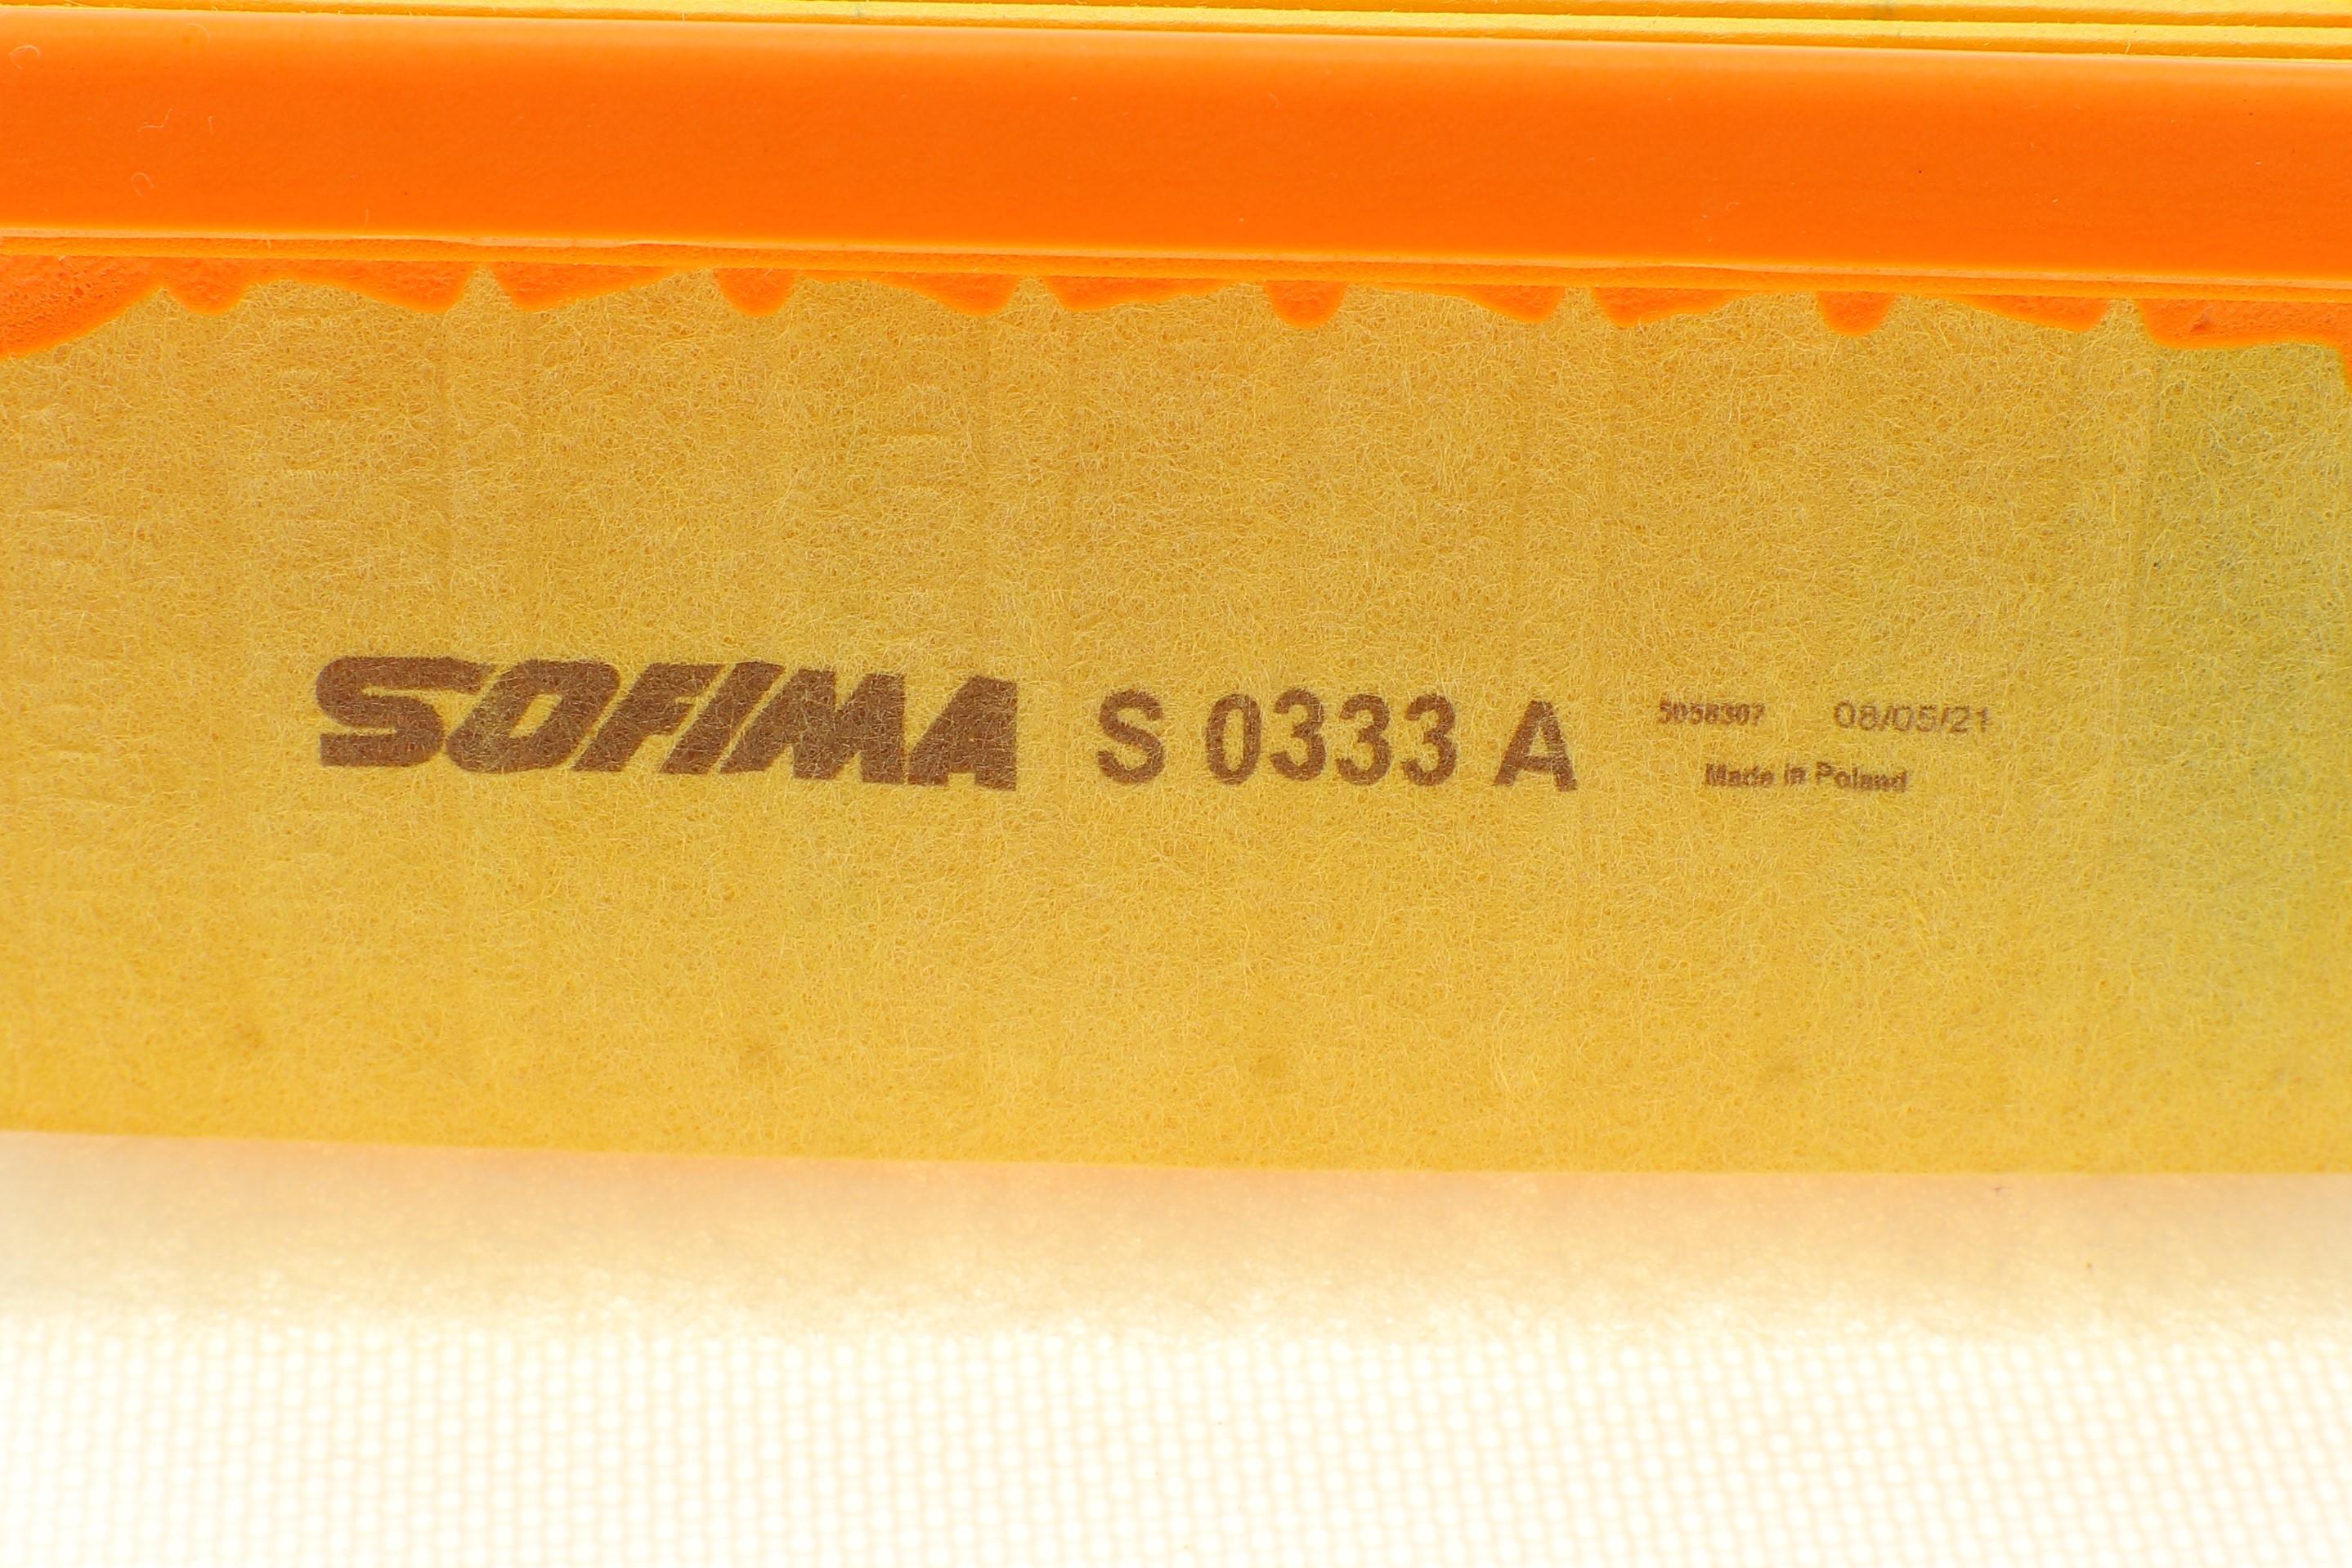 SOFIMA S 0333 A 5058307 08/05/21
Made in Poland